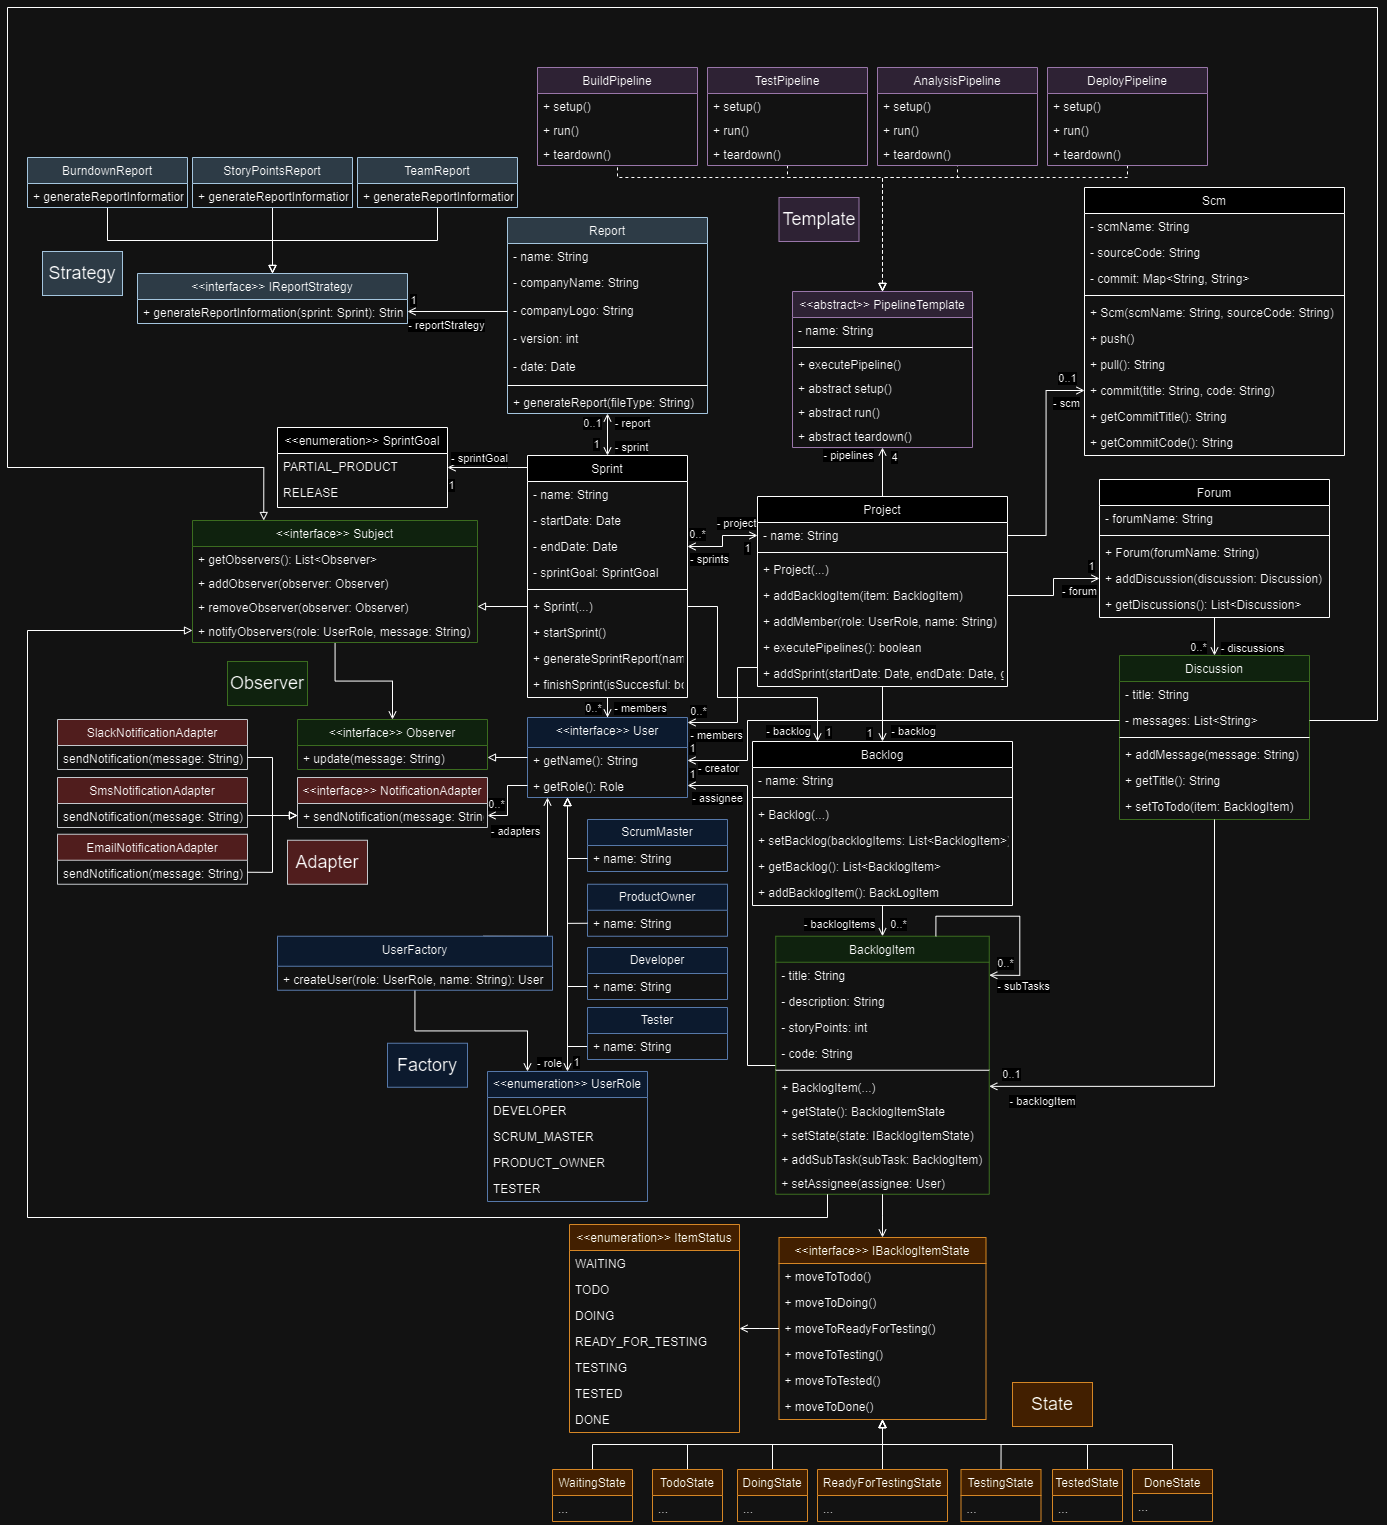 BuildPipeline
+ setup()
+ run()
+ teardown()
TestPipeline
+ setup()
+ run()
+ teardown()
AnalysisPipeline
+ setup()
+ run()
+ teardown()
DeployPipeline
+ setup()
+ run()
+ teardown()
BurndownReport
+ generateReportInformation
StoryPointsReport
+ generateReportInformation
TeamReport
+ generateReportInformation
Strategy
<<interface>> IReportStrategy
+ generateReportInformation(sprint: Sprint): Strin
1
- reportStrategy
Report
- name: String
- companyName: String
- companyLogo: String
- version: int
- date: Date
+ generateReport(fileType: String)
0..1
- report
1
- sprint
Template
<<abstract>> PipelineTemplate
- name: String
+ executePipeline()
+ abstract setup()
+ abstract run()
+ abstract teardown()
- pipelines
4
Scm
- scmName: String
- sourceCode: String
- commit: Map<String, String>
+ Scm(scmName: String, sourceCode: String)
+ push()
+ pull(): String
+ commit(title: String, code: String)
+ getCommitTitle(): String
+ getCommitCode(): String
0..1
- scm
<<enumeration>> SprintGoal
PARTIAL_PRODUCT
RELEASE
- sprintGoal
1
Sprint
- name: String
- startDate: Date
- endDate: Date
- sprintGoal: SprintGoal
+ Sprint(...)
+ startSprint()
+ generateSprintReport(nam
+ finishSprint(isSuccesful: bo
0..*
- sprints
- project
1
Project
- name: String
+ Project(...)
+ addBacklogItem(item: BacklogItem)
+ addMember(role: UserRole, name: String)
+ executePipelines(): boolean
+ addSprint(startDate: Date, endDate: Date, g
Forum
- forumName: String
+ Forum(forumName: String)
+ addDiscussion(discussion: Discussion)
+ getDiscussions(): List<Discussion>
1
- forum
0..*
- discussions
<<interface>> Subject
+ getObservers(): List<Observer>
+ addObserver(observer: Observer)
+ removeObserver(observer: Observer)
+ notifyObservers(role: UserRole, message: String)
Observer
Discussion
- title: String
- messages: List<String>
+ addMessage(message: String)
+ getTitle(): String
+ setToTodo(item: BacklogItem)
SlackNotificationAdapter
sendNotification(message: String)
SmsNotificationAdapter
sendNotification(message: String)
EmailNotificationAdapter
sendNotification(message: String)
<<interface>> Observer
+ update(message: String)
<<interface>> NotificationAdapter
+ sendNotification(message: Strin
Adapter
0..*
- adapters
0..*
- members
<<interface>> User
+ getName(): String
+ getRole(): Role
0..*
- members
1
- creator
1
- assignee
- backlog
1
1
- backlog
Backlog
- name: String
+ Backlog(...)
+ setBacklog(backlogItems: List<BacklogItem>)
+ getBacklog(): List<BacklogItem>
+ addBacklogItem(): BackLogItem
- backlogItems
0..*
ScrumMaster
+ name: String
ProductOwner
+ name: String
Developer
+ name: String
Tester
+ name: String
UserFactory
+ createUser(role: UserRole, name: String): User
Factory
- role
1
<<enumeration>> UserRole
DEVELOPER
SCRUM_MASTER
PRODUCT_OWNER
TESTER
BacklogItem
- title: String
- description: String
- storyPoints: int
- code: String
+ BacklogItem(...)
+ getState(): BacklogItemState
+ setState(state: IBacklogItemState)
+ addSubTask(subTask: BacklogItem)
+ setAssignee(assignee: User)
0..*
- subTasks
0..1
- backlogItem
<<enumeration>> ItemStatus
WAITING
TODO
DOING
READY_FOR_TESTING
TESTING
TESTED
DONE
<<interface>> IBacklogItemState
+ moveToTodo()
+ moveToDoing()
+ moveToReadyForTesting()
+ moveToTesting()
+ moveToTested()
+ moveToDone()
State
WaitingState
...
TodoState
...
DoingState
...
ReadyForTestingState
...
TestingState
...
TestedState
...
DoneState
...